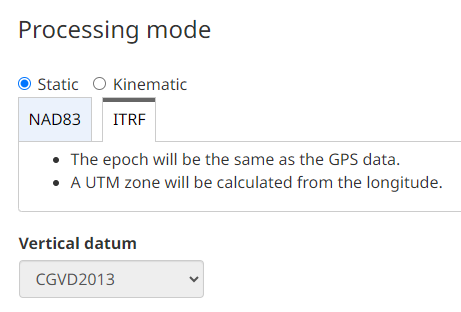 Processing mode
Static Kinematic
NAD83 ITRF
• The epoch will be the same as the GPS data.
• A UTM zone will be calculated from the longitude.
Vertical datum
CGVD2013